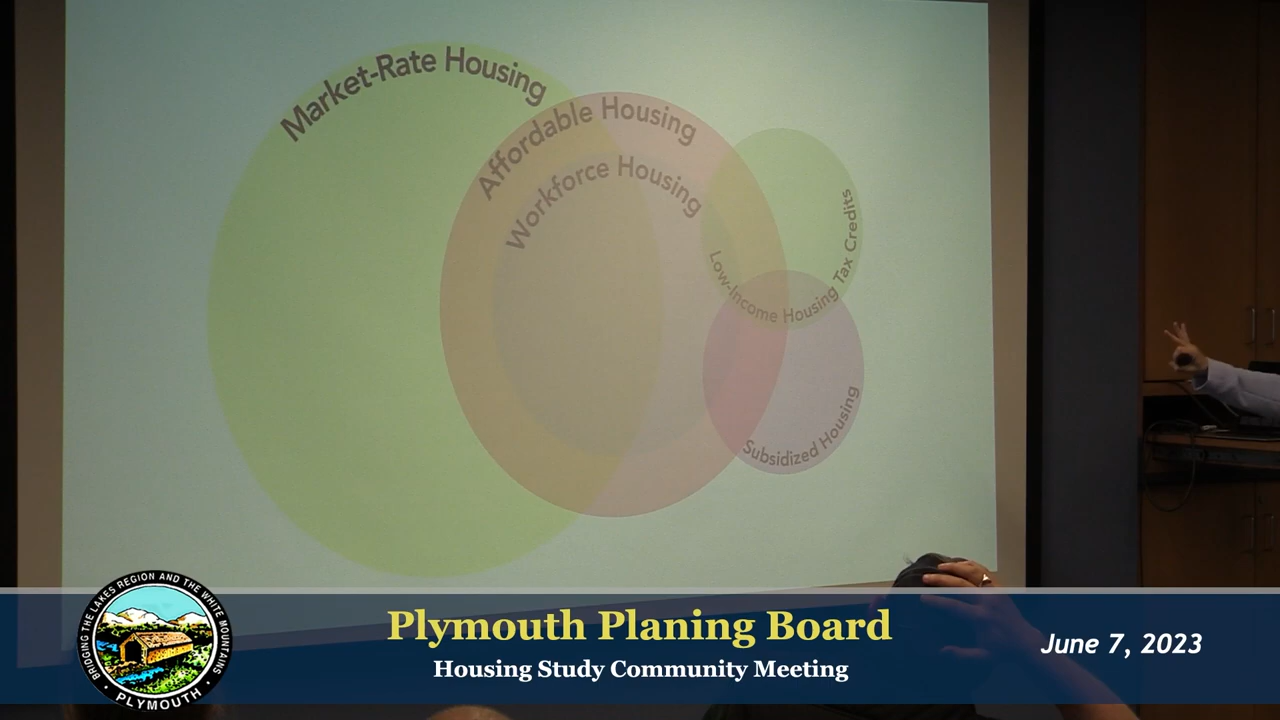 Market-Rate Housing
Affordable Housing
Workforce Housing
Low-Income Housing Tax Credits
Subsidized Housing
BRIDGING THE LAKES REGION AND THE WHITE MOUNTAINS
• PLYMOUTH •
Plymouth Planing Board
Housing Study Community Meeting
June 7, 2023